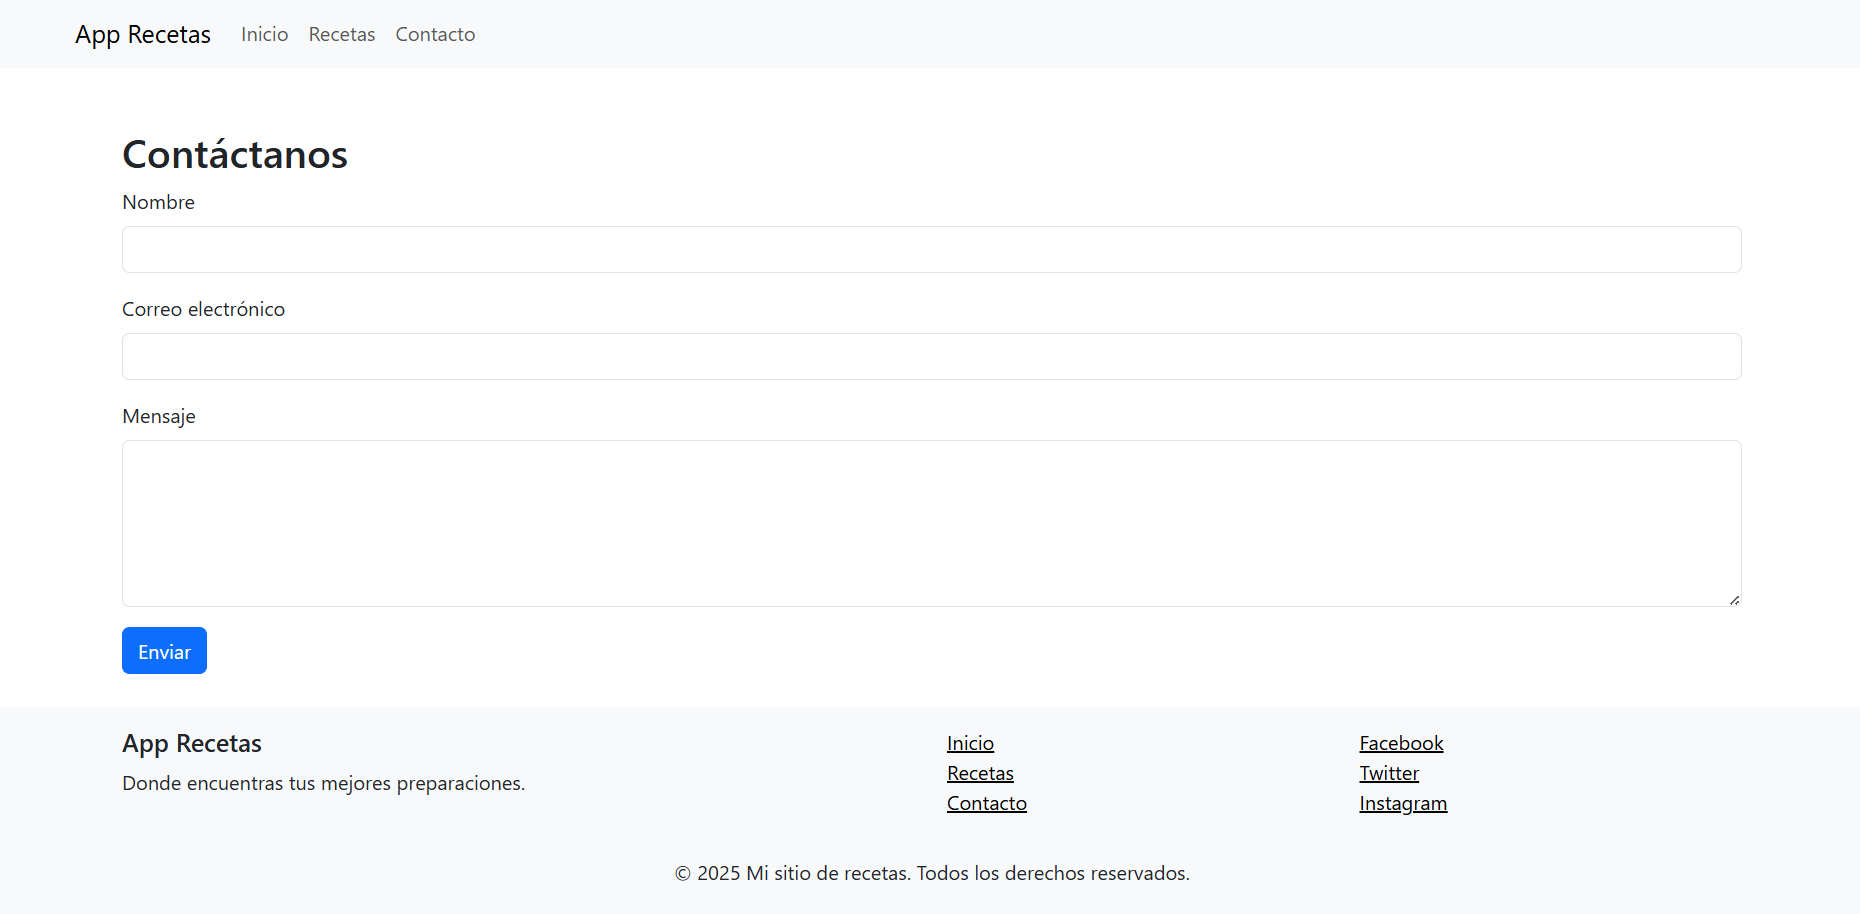 App Recetas Inicio Recetas Contacto
Contáctanos
Nombre
Correo electrónico
Mensaje
Enviar
App Recetas
Donde encuentras tus mejores preparaciones.
Inicio
Recetas
Contacto
Facebook
Twitter
Instagram
© 2025 Mi sitio de recetas. Todos los derechos reservados.